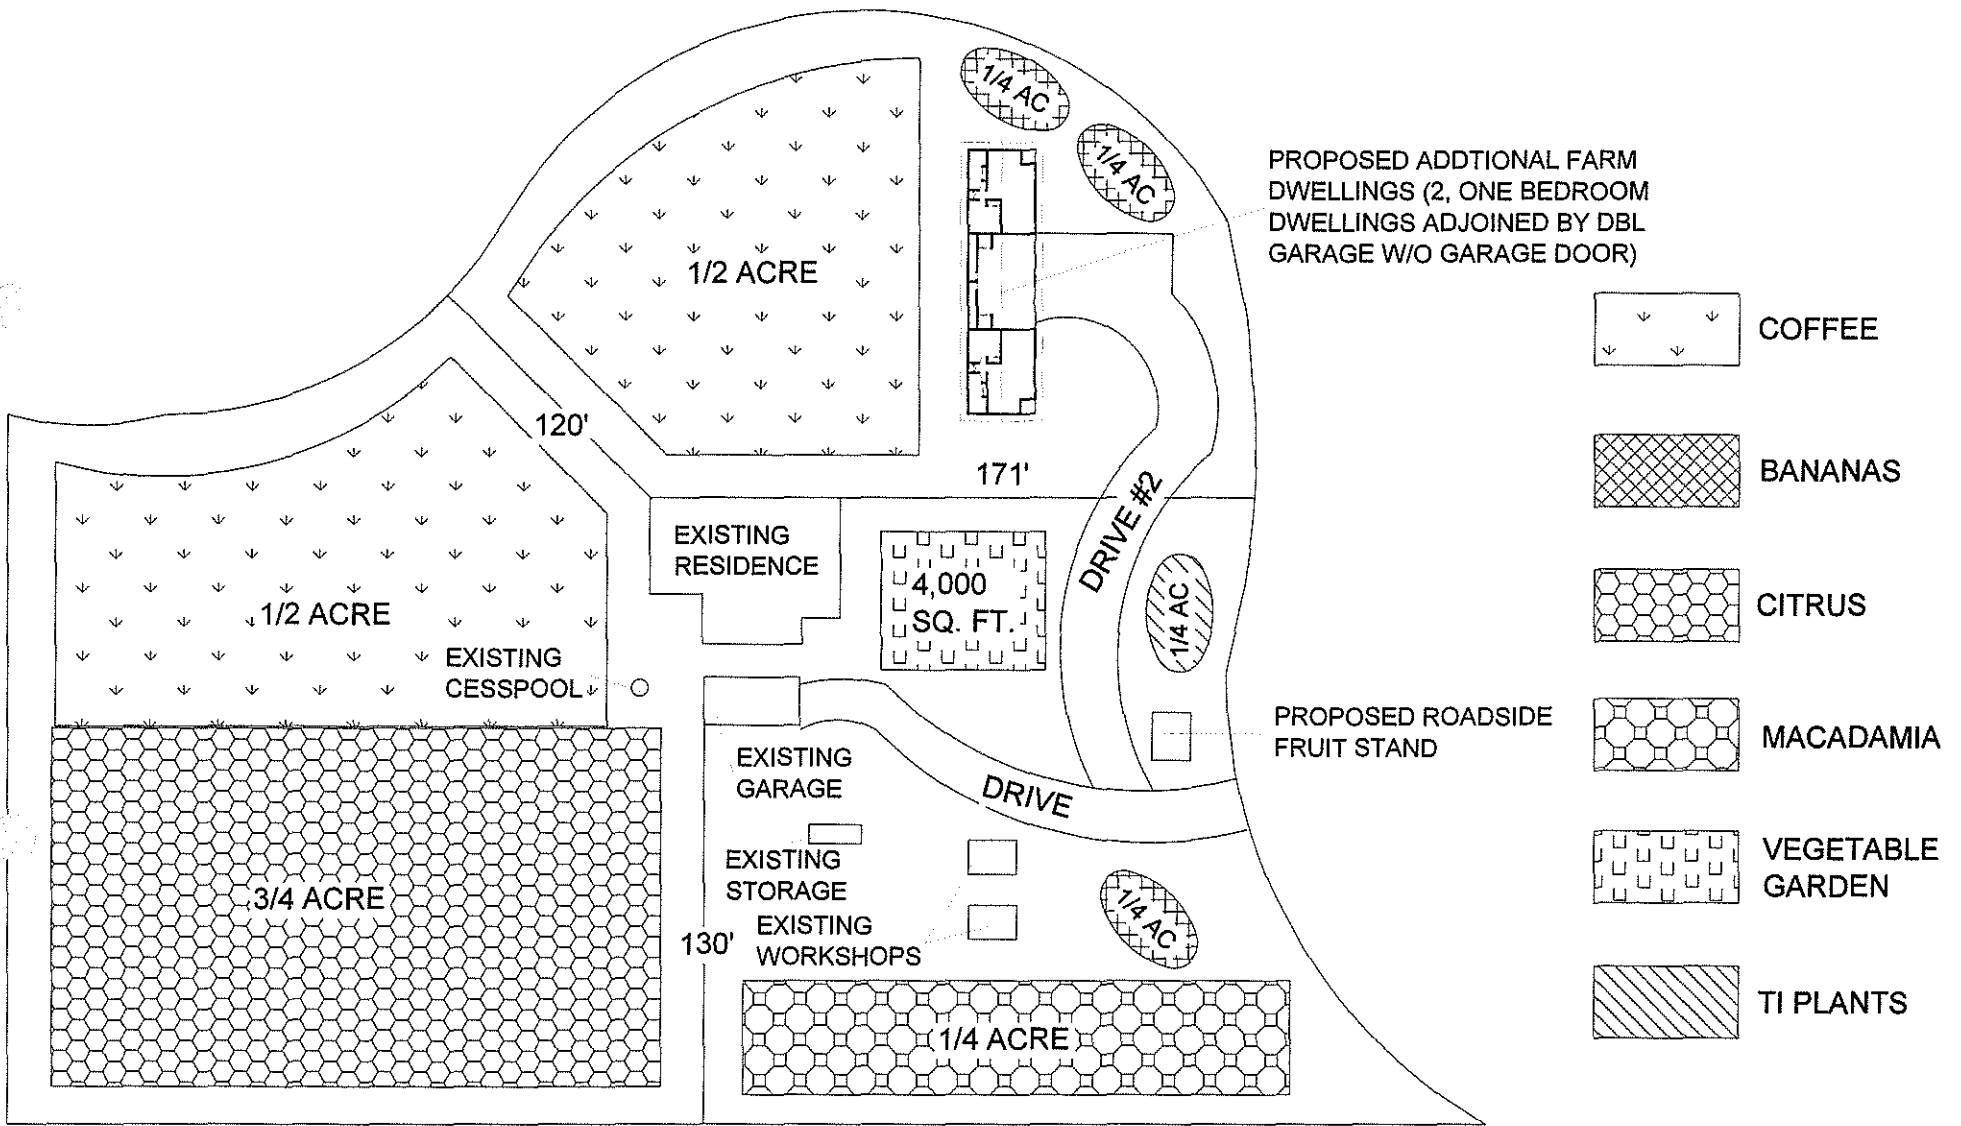 1/4 AC
1/4 AC
PROPOSED ADDTIONAL FARM
DWELLINGS (2, ONE BEDROOM
DWELLINGS ADJOINED BY DBL
GARAGE W/O GARAGE DOOR)
1/2 ACRE
COFFEE
120'
171'
BANANAS
DRIVE #2
EXISTING
RESIDENCE
4,000
SQ. FT.
1/4 AC
CITRUS
1/2 ACRE
EXISTING
CESSPOOL
PROPOSED ROADSIDE
FRUIT STAND
MACADAMIA
EXISTING
GARAGE
DRIVE
EXISTING
STORAGE
VEGETABLE
GARDEN
3/4 ACRE
EXISTING
WORKSHOPS
1/4 AC
130'
1/4 ACRE
TI PLANTS